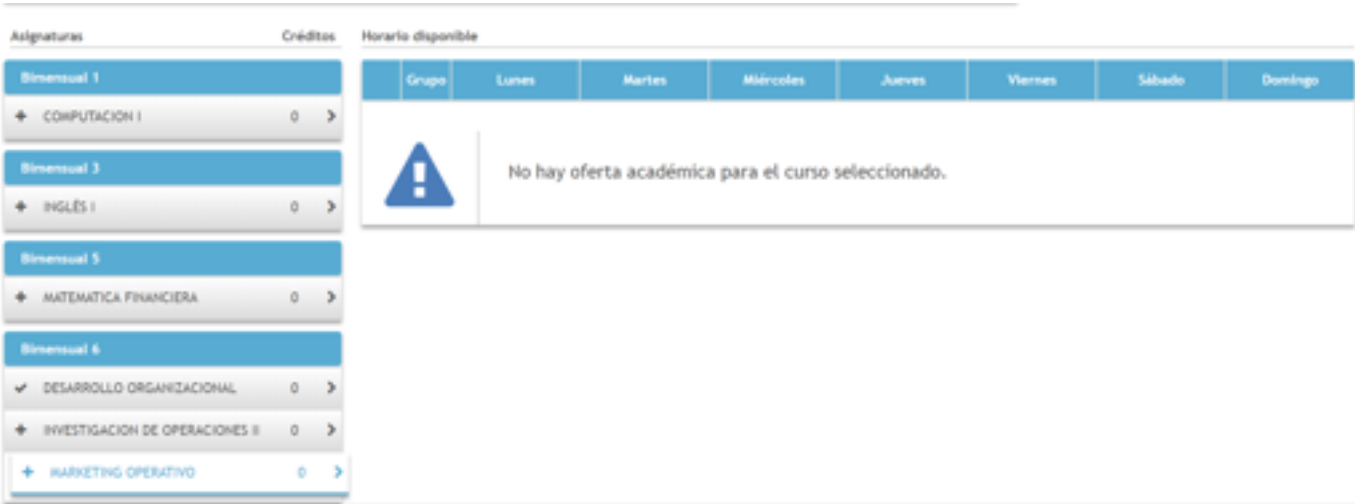 Asignaturas Créditos
Bimensual 1
COMPUTACION I 0
Bimensual 3
INGLÉS I 0
Bimensual 5
MATEMATICA FINANCIERA 0
Bimensual 6
DESARROLLO ORGANIZACIONAL 0
INVESTIGACION DE OPERACIONES II 0
MARKETING OPERATIVO 0
Horario disponible
Grupo Lunes Martes Miércoles Jueves Viernes Sábado Domingo
No hay oferta académica para el curso seleccionado.